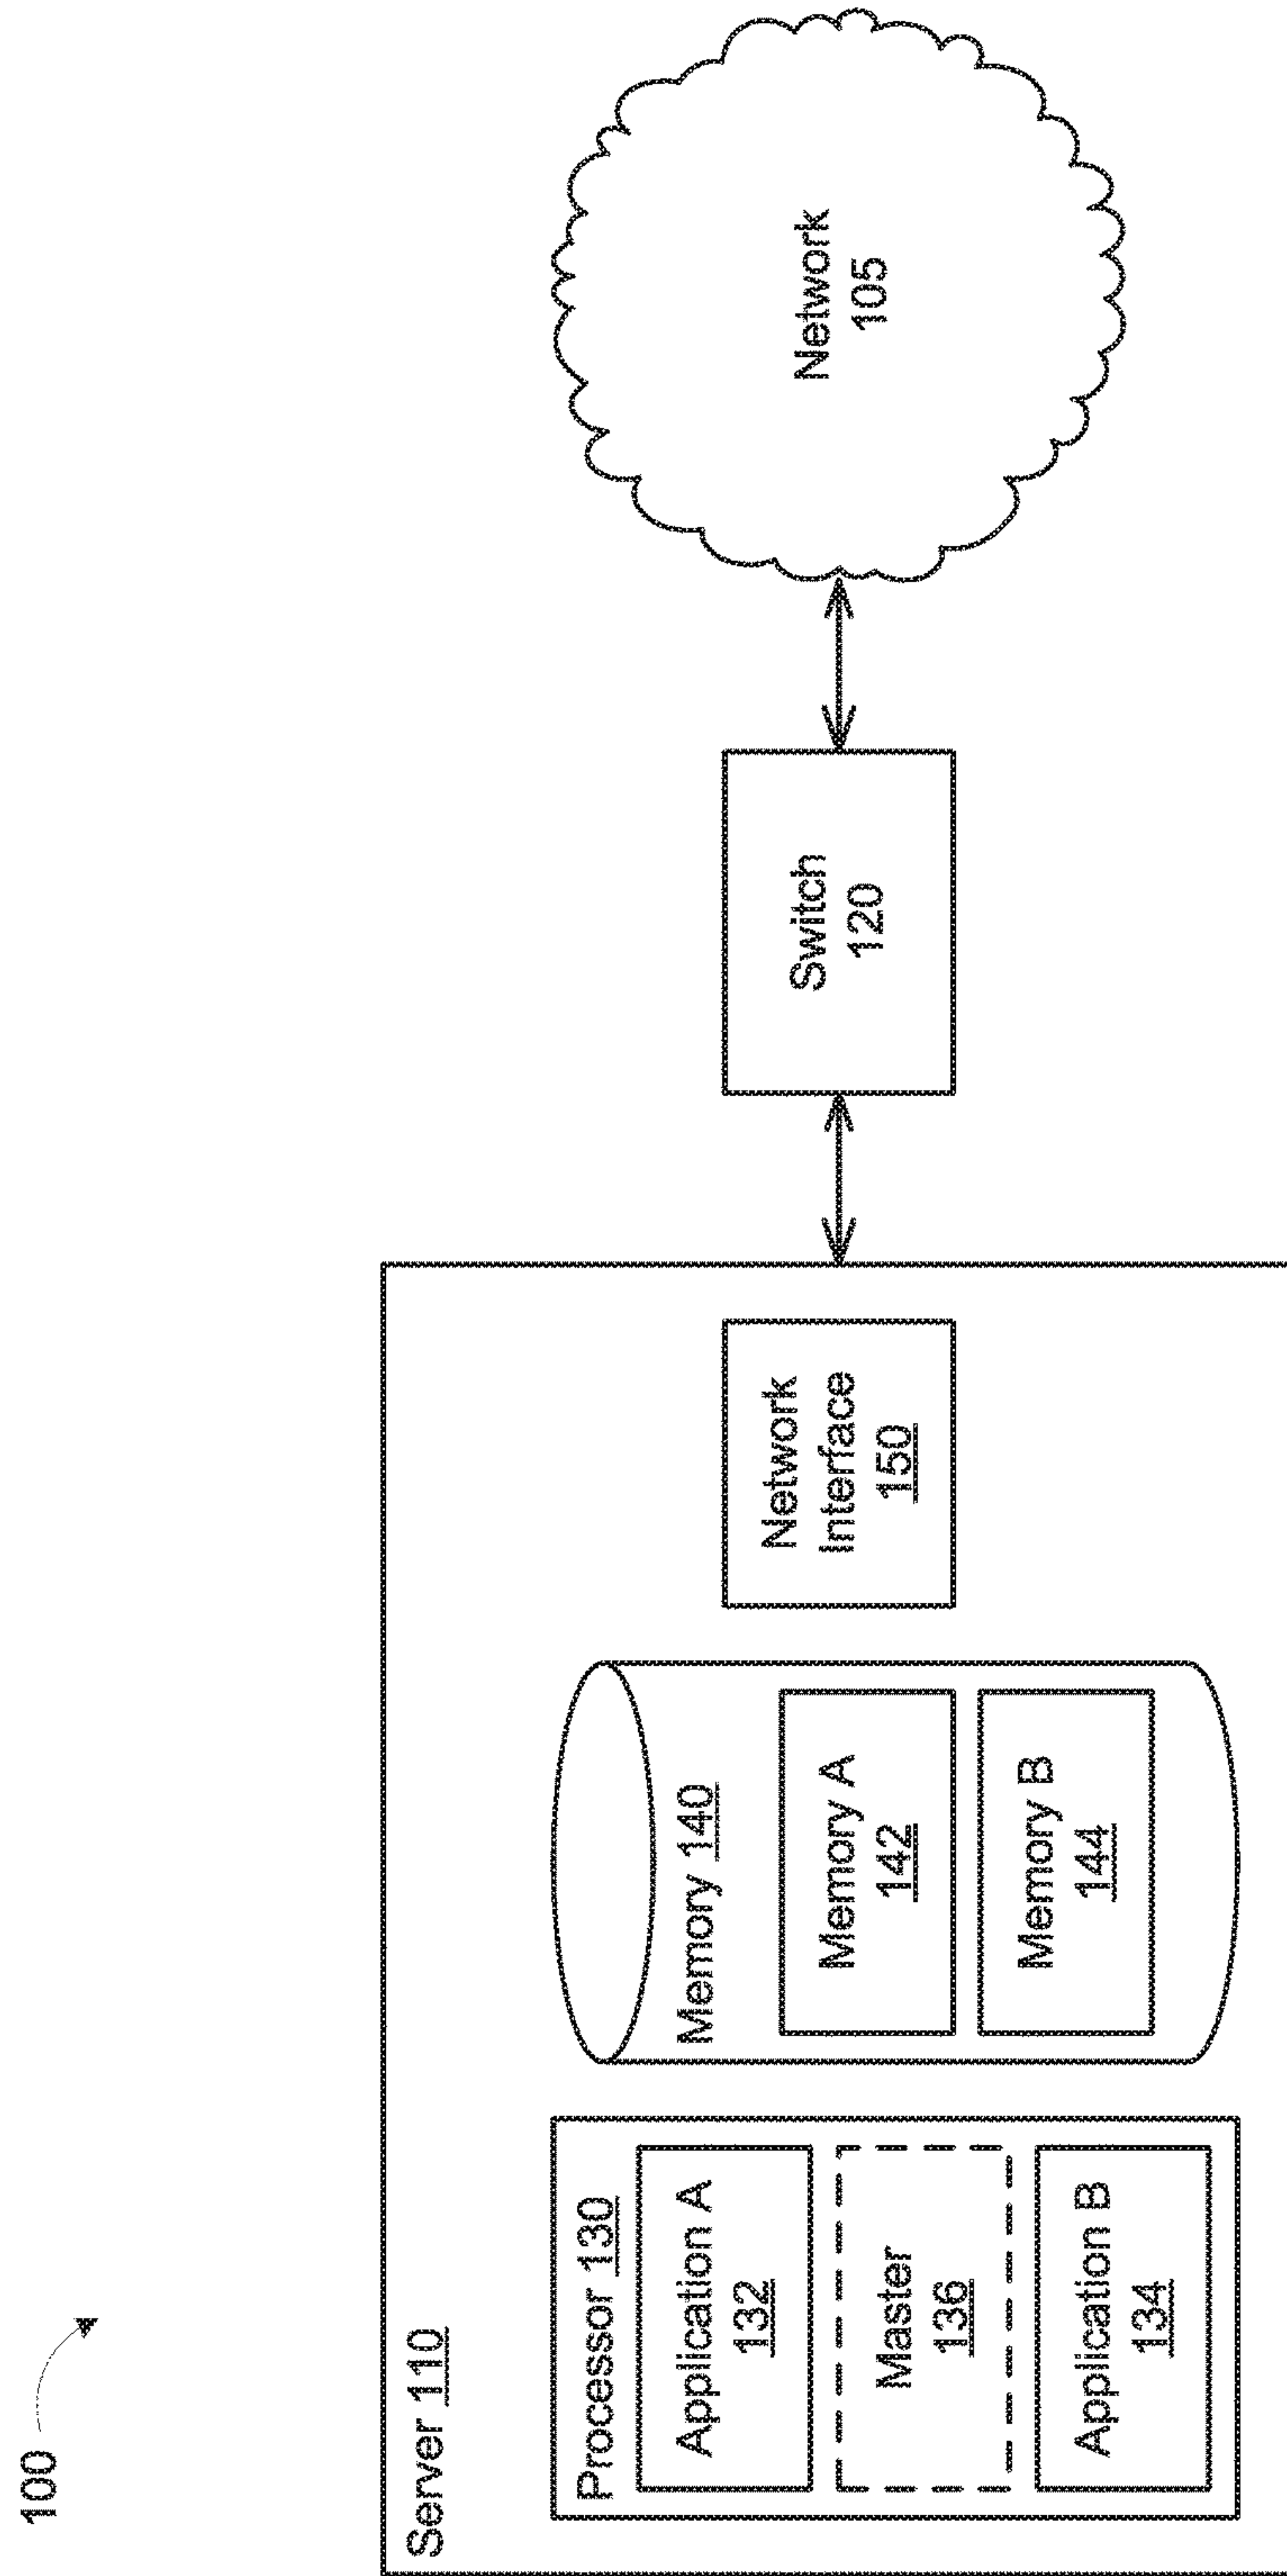 100
Server 110
Processor 130
Application A
132
Master
136
Application B
134
Memory 140
Memory A
142
Memory B
144
Network
Interface
150
Switch
120
Network
105